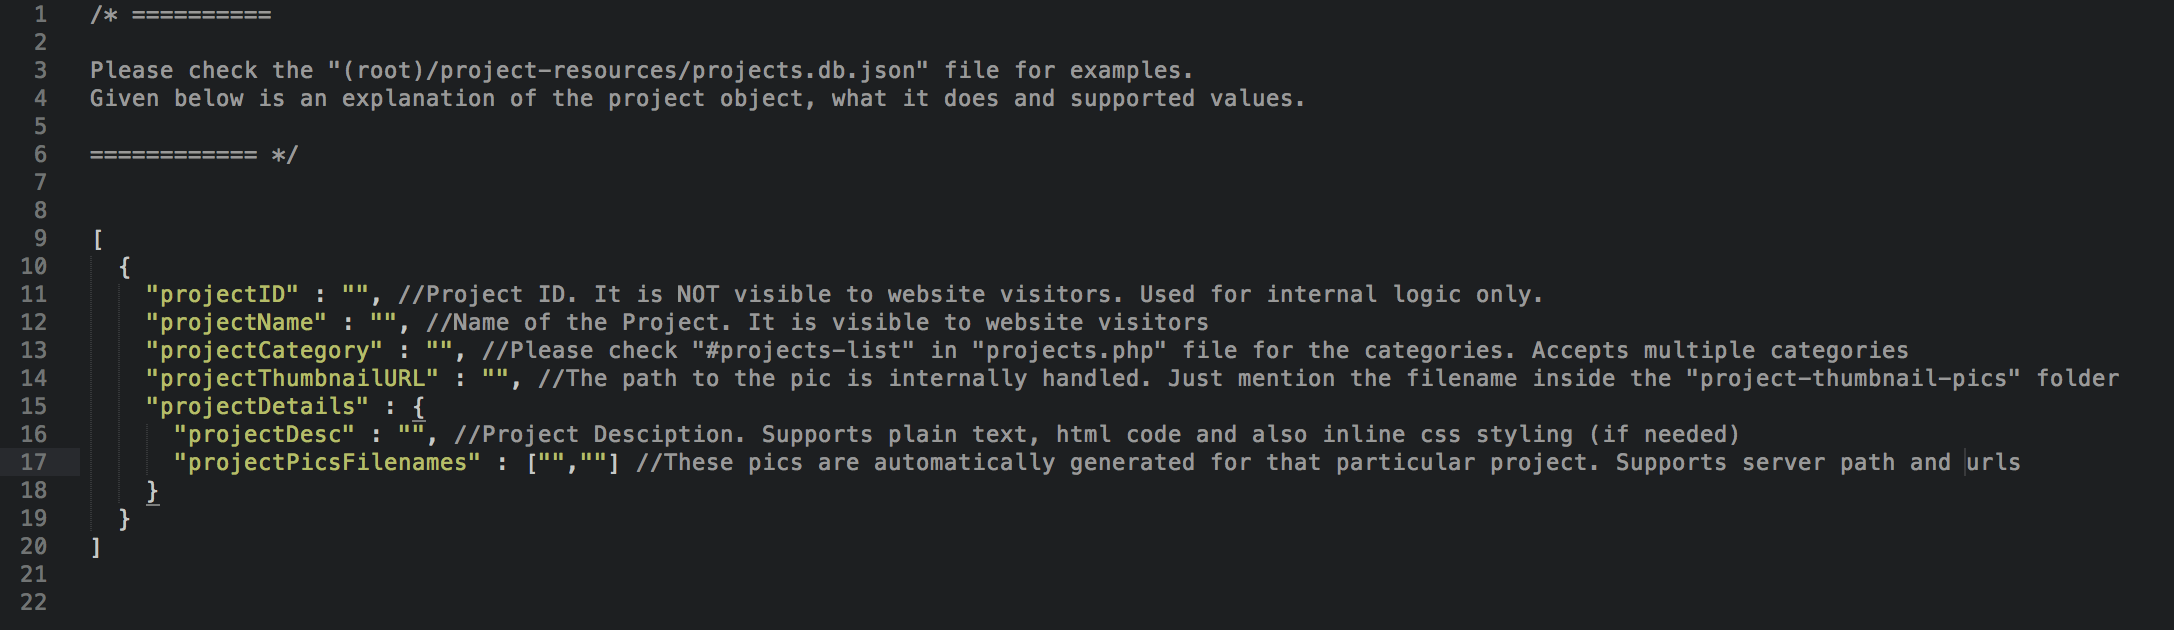 1 /* ==========
2
3 Please check the "(root)/project-resources/projects.db.json" file for examples.
4 Given below is an explanation of the project object, what it does and supported values.
5
6 ============ */
7
8
9 [
10 {
11 "projectID" : "", //Project ID. It is NOT visible to website visitors. Used for internal logic only.
12 "projectName" : "", //Name of the Project. It is visible to website visitors
13 "projectCategory" : "", //Please check "#projects-list" in "projects.php" file for the categories. Accepts multiple categories
14 "projectThumbnailURL" : "", //The path to the pic is internally handled. Just mention the filename inside the "project-thumbnail-pics" folder
15 "projectDetails" : {
16 "projectDesc" : "", //Project Desciption. Supports plain text, html code and also inline css styling (if needed)
17 "projectPicsFilenames" : ["",""] //These pics are automatically generated for that particular project. Supports server path and urls
18 }
19 }
20 ]
21
22